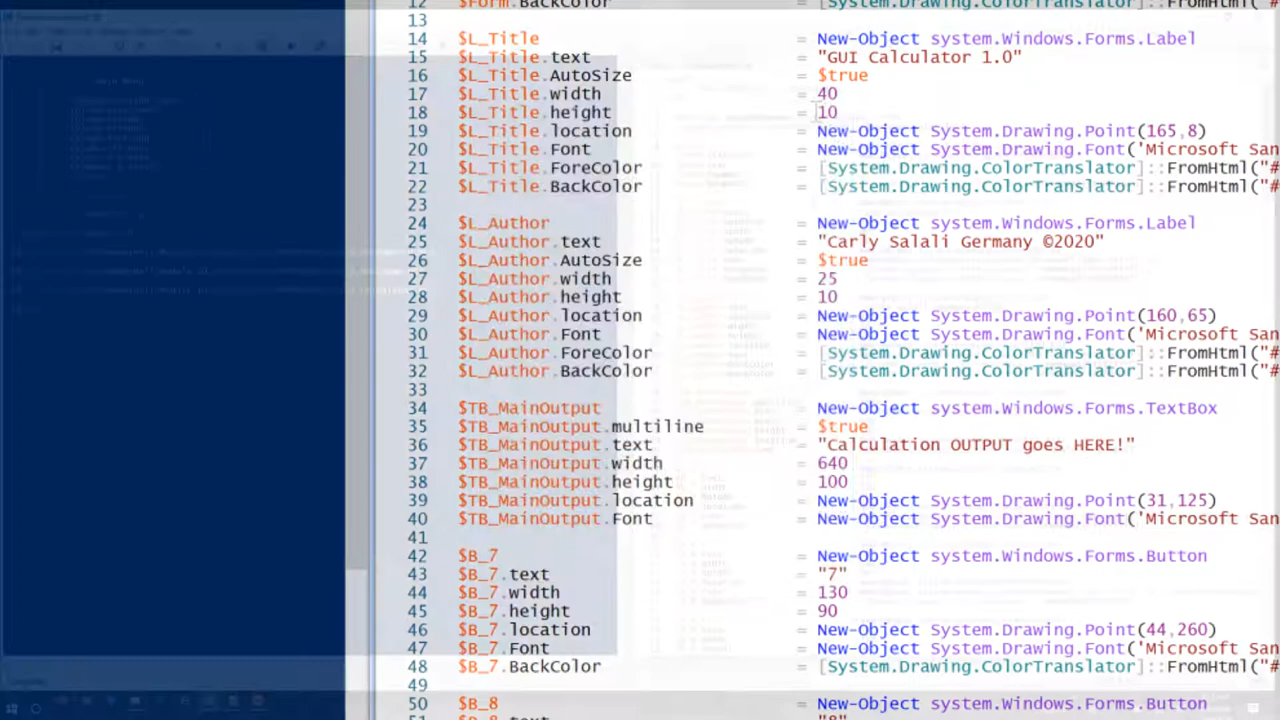 12 $Form.BackColor = [System.Drawing.ColorTranslator]::FromHtml("#
13
14 $L_Title = New-Object system.Windows.Forms.Label
15 $L_Title.text = "GUI Calculator 1.0"
16 $L_Title.AutoSize = $true
17 $L_Title.width = 40
18 $L_Title.height = 10
19 $L_Title.location = New-Object System.Drawing.Point(165,8)
20 $L_Title.Font = New-Object System.Drawing.Font('Microsoft San
21 $L_Title.ForeColor = [System.Drawing.ColorTranslator]::FromHtml("#
22 $L_Title.BackColor = [System.Drawing.ColorTranslator]::FromHtml("#
23
24 $L_Author = New-Object system.Windows.Forms.Label
25 $L_Author.text = "Carly Salali Germany ©2020"
26 $L_Author.AutoSize = $true
27 $L_Author.width = 25
28 $L_Author.height = 10
29 $L_Author.location = New-Object System.Drawing.Point(160,65)
30 $L_Author.Font = New-Object System.Drawing.Font('Microsoft San
31 $L_Author.ForeColor = [System.Drawing.ColorTranslator]::FromHtml("#
32 $L_Author.BackColor = [System.Drawing.ColorTranslator]::FromHtml("#
33
34 $TB_MainOutput = New-Object system.Windows.Forms.TextBox
35 $TB_MainOutput.multiline = $true
36 $TB_MainOutput.text = "Calculation OUTPUT goes HERE!"
37 $TB_MainOutput.width = 640
38 $TB_MainOutput.height = 100
39 $TB_MainOutput.location = New-Object System.Drawing.Point(31,125)
40 $TB_MainOutput.Font = New-Object System.Drawing.Font('Microsoft San
41
42 $B_7 = New-Object system.Windows.Forms.Button
43 $B_7.text = "7"
44 $B_7.width = 130
45 $B_7.height = 90
46 $B_7.location = New-Object System.Drawing.Point(44,260)
47 $B_7.Font = New-Object System.Drawing.Font('Microsoft San
48 $B_7.BackColor = [System.Drawing.ColorTranslator]::FromHtml("#
49
50 $B_8 = New-Object system.Windows.Forms.Button